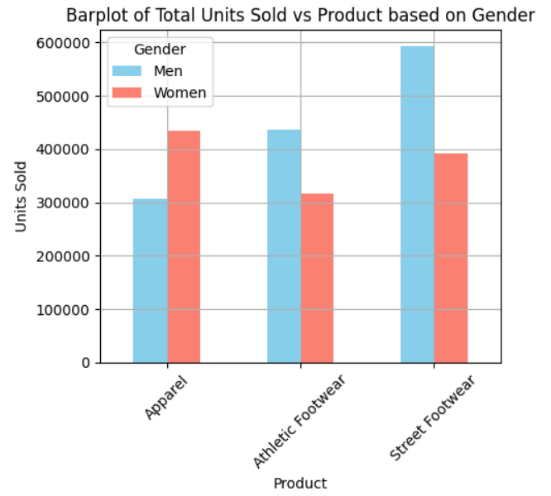 Barplot of Total Units Sold vs Product based on Gender
Gender
Men
Women
600000
500000
400000
300000
200000
100000
0
Units Sold
Apparel
Athletic Footwear
Street Footwear
Product